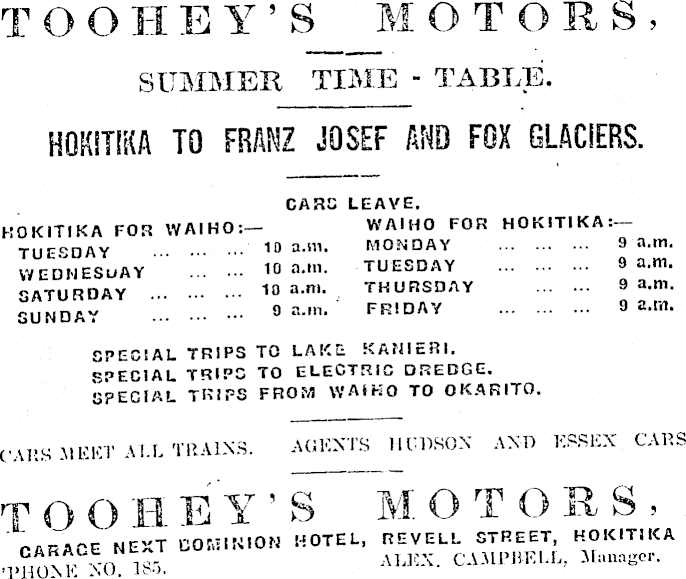 TOOHEY'S MOTORS,
SUMMER TIME - TABLE.
HOKITIKA TO FRANZ JOSEF AND FOX GLACIERS.
CARS LEAVE.
HOKITIKA FOR WAIHO:—
TUESDAY ... ... ... 10 a.m.
WEDNESDAY ... ... 10 a.m.
SATURDAY ... ... ... 10 a.m.
SUNDAY ... ... ... 9 a.m.
WAIHO FOR HOKITIKA:—
MONDAY ... ... ... 9 a.m.
TUESDAY ... ... ... 9 a.m.
THURSDAY ... ... 9 a.m.
FRIDAY ... ... ... 9 a.m.
SPECIAL TRIPS TO LAKE KANIERI.
SPECIAL TRIPS TO ELECTRIC DREDGE.
SPECIAL TRIPS FROM WAIHO TO OKARITO.
CARS MEET ALL TRAINS. AGENTS HUDSON AND ESSEX CARS
TOOHEY'S MOTORS,
GARAGE NEXT DOMINION HOTEL, REVELL STREET, HOKITIKA
'PHONE NO. 185. ALEX. CAMPBELL, Manager.